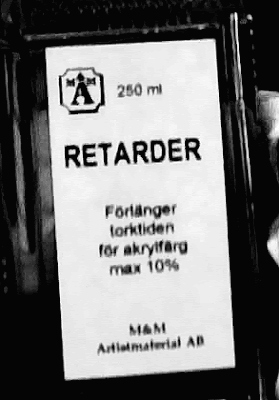 M M
A
250 ml
RETARDER
Förlänger
torktiden
för akrylfärg
max 10%
M&M
Artistmaterial AB